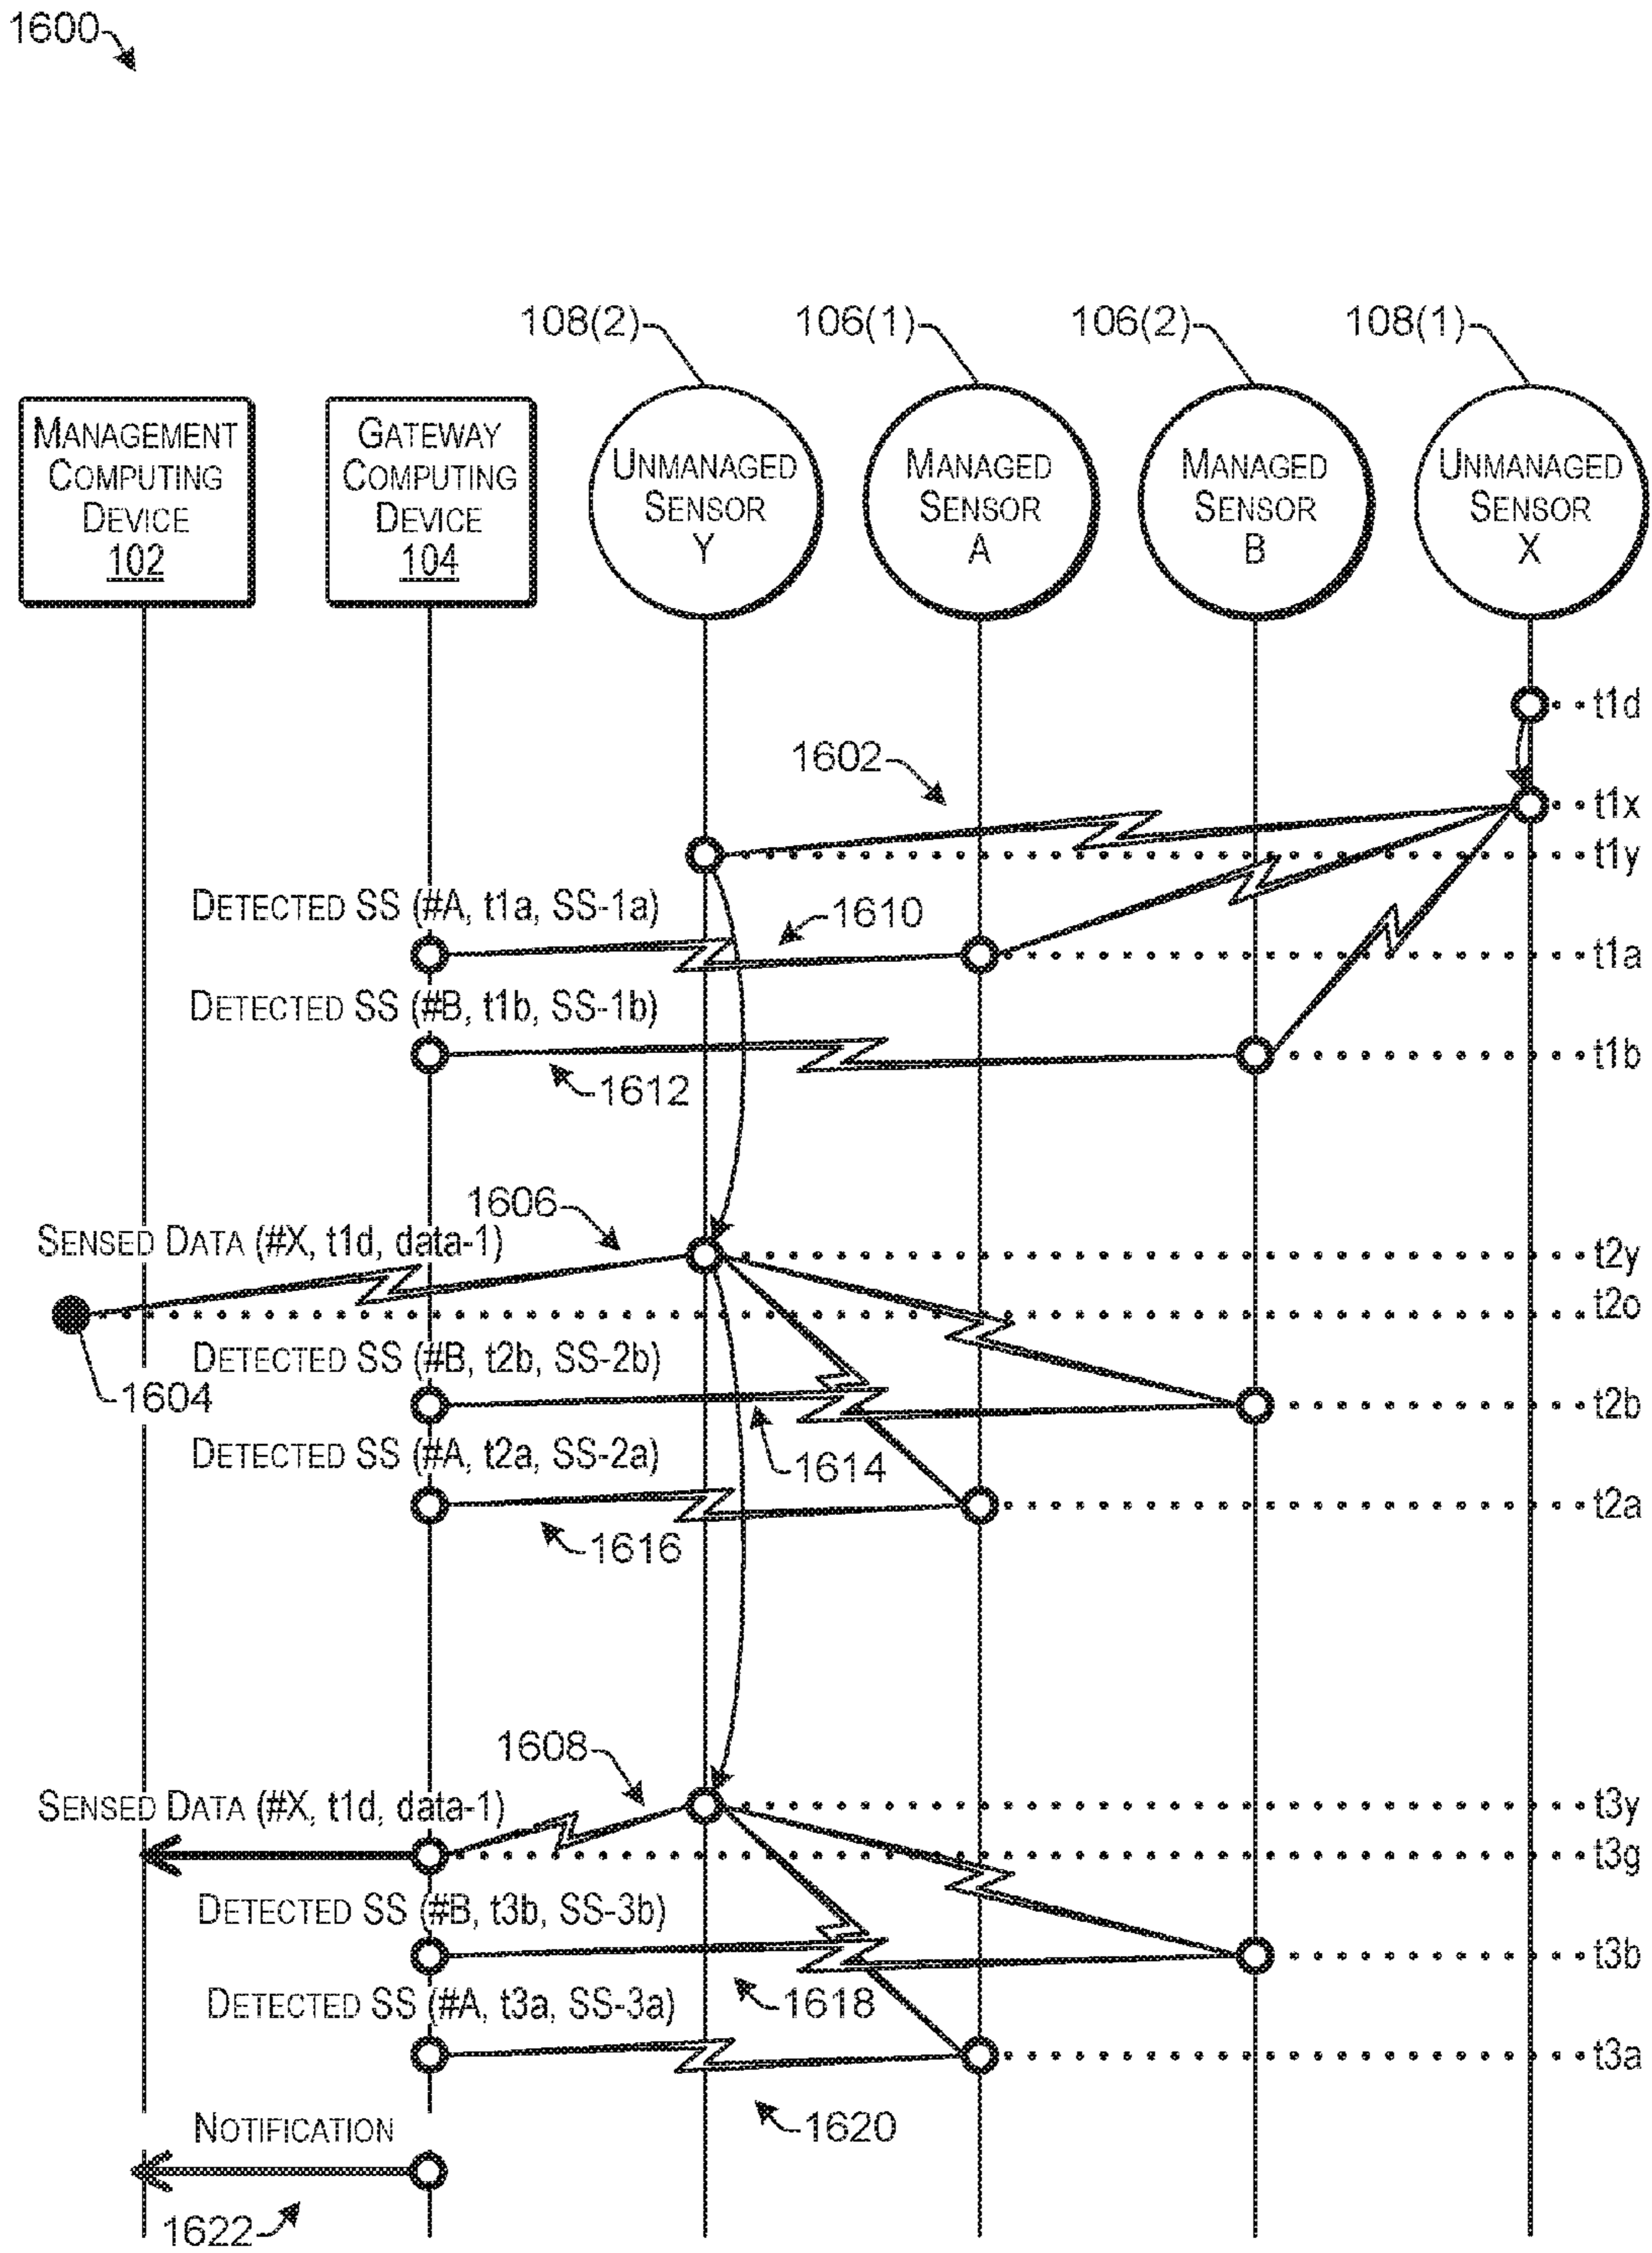 1600
108(2)
106(1)
106(2)
108(1)
MANAGEMENT
COMPUTING
DEVICE
102
GATEWAY
COMPUTING
DEVICE
104
UNMANAGED
SENSOR
Y
MANAGED
SENSOR
A
MANAGED
SENSOR
B
UNMANAGED
SENSOR
X
t1d
1602
t1x
t1y
DETECTED SS (#A, t1a, SS-1a)
1610
t1a
DETECTED SS (#B, t1b, SS-1b)
t1b
1612
1606
SENSED DATA (#X, t1d, data-1)
t2y
t2o
DETECTED SS (#B, t2b, SS-2b)
1604
t2b
DETECTED SS (#A, t2a, SS-2a)
1614
t2a
1616
1608
SENSED DATA (#X, t1d, data-1)
t3y
t3g
DETECTED SS (#B, t3b, SS-3b)
t3b
DETECTED SS (#A, t3a, SS-3a)
1618
t3a
NOTIFICATION
1620
1622